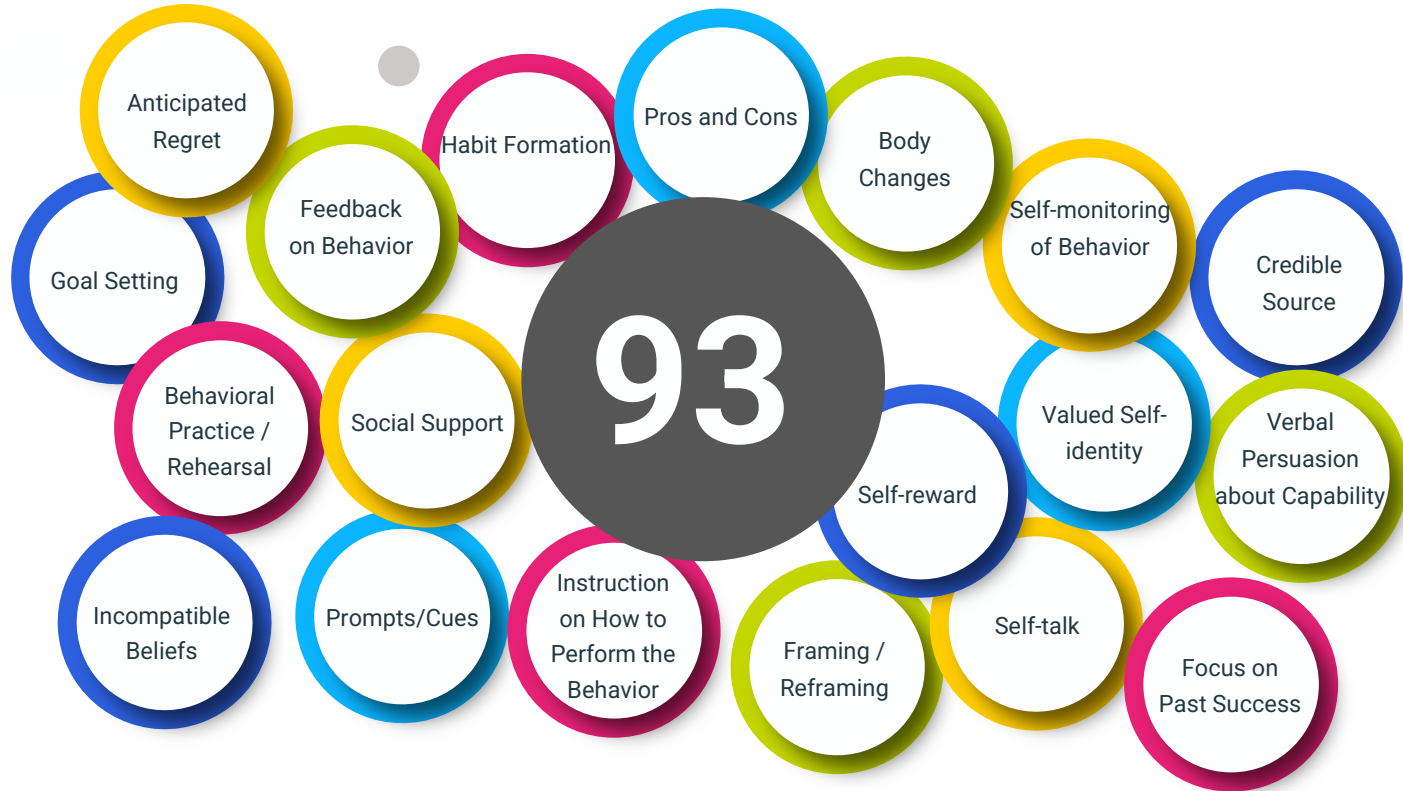 Anticipated
Regret
Habit Formation
Pros and Cons
Body
Changes
Feedback
on Behavior
Self-monitoring
of Behavior
Goal Setting
Credible
Source
93
Behavioral
Practice /
Rehearsal
Social Support
Valued Self-
identity
Verbal
Persuasion
about Capability
Self-reward
Incompatible
Beliefs
Prompts/Cues
Instruction
on How to
Perform the
Behavior
Framing /
Reframing
Self-talk
Focus on
Past Success